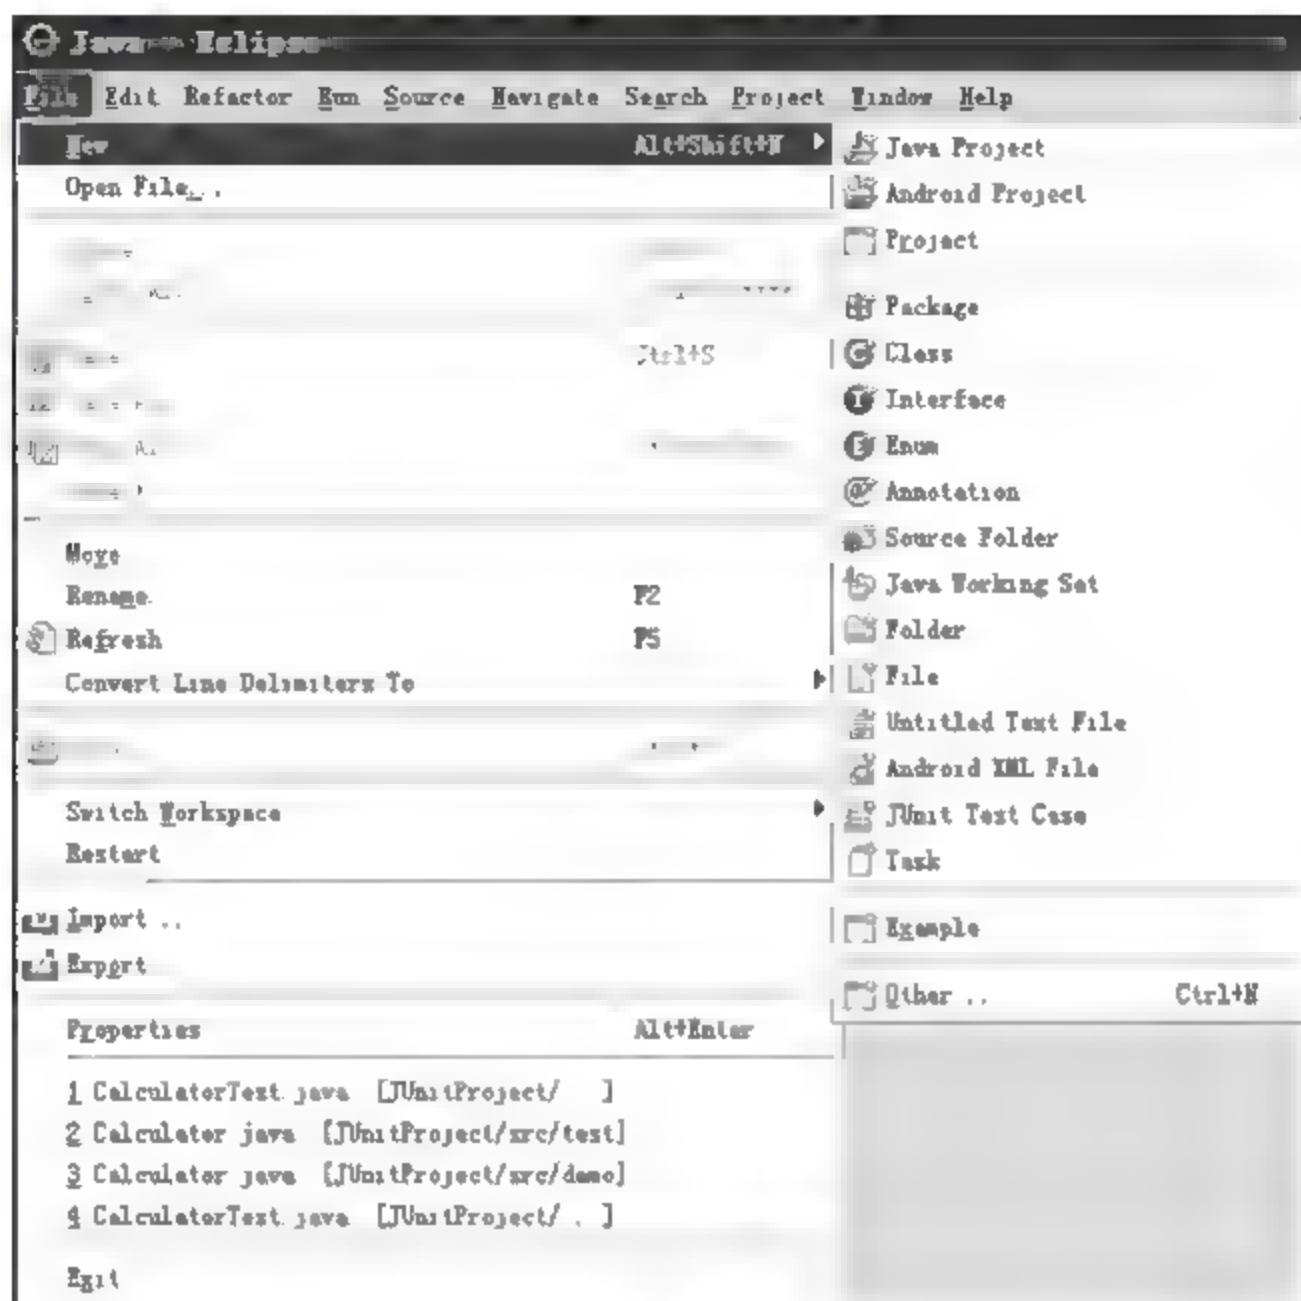 Java - Eclipse
File Edit Refactor Run Source Navigate Search Project Window Help
New Alt+Shift+N
Open File...
Ctrl+S
Move
Rename. F2
Refresh F5
Convert Line Delimiters To
Switch Workspace
Restart
Import ..
Export
Properties Alt+Enter
1 CalculatorTest.java [JUnitProject/ ]
2 Calculator java [JUnitProject/src/test]
3 Calculator java [JUnitProject/src/demo]
4 CalculatorTest.java [JUnitProject/ . ]
Exit
Java Project
Android Project
Project
Package
Class
Interface
Enum
Annotation
Source Folder
Java Working Set
Folder
File
Untitled Text File
Android XML File
JUnit Test Case
Task
Example
Other .. Ctrl+N